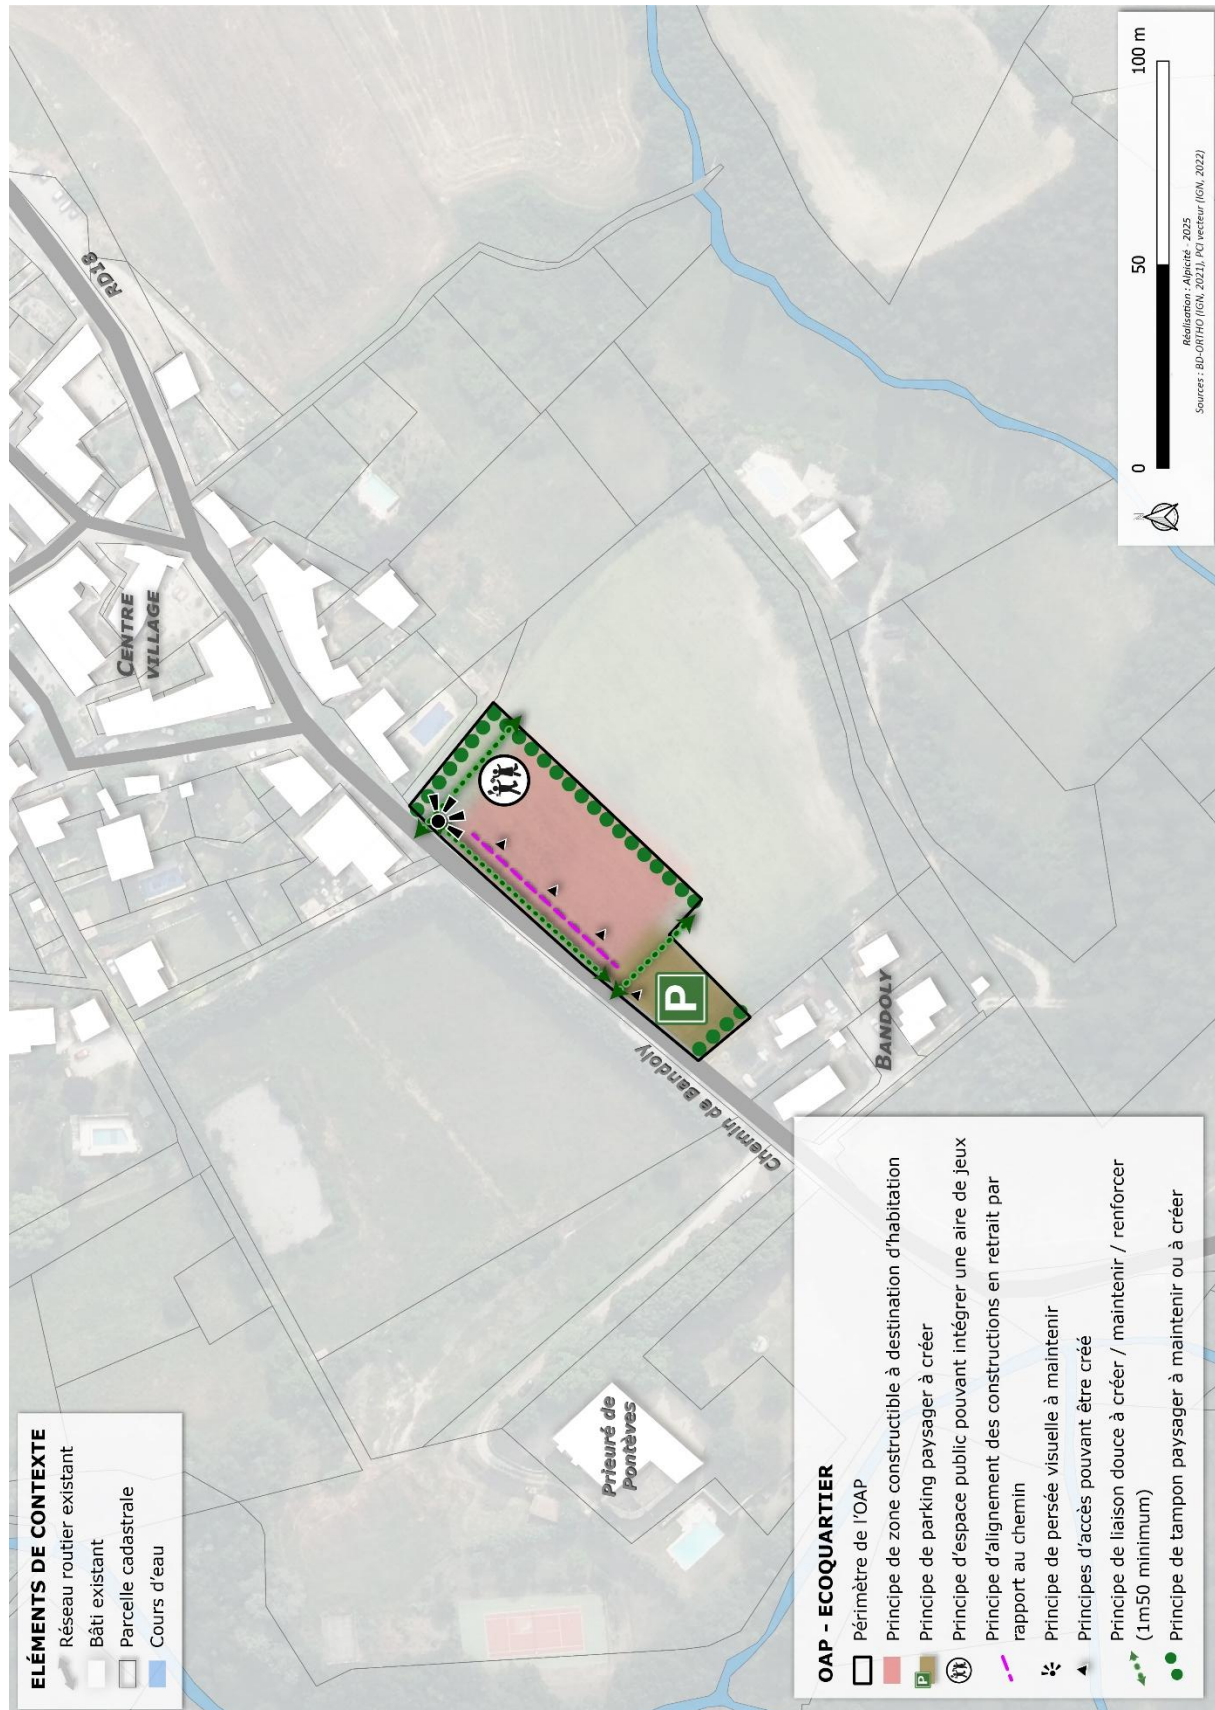 ELÉMENTS DE CONTEXTE
Réseau routier existant
Bâti existant
Parcelle cadastrale
Cours d'eau
RD18
CENTRE
VILLAGE
Chemin de Bandoly
BANDOLY
Prieuré de
Pontèves
P
OAP - ECOQUARTIER
Périmètre de l'OAP
Principe de zone constructible à destination d'habitation
P
Principe de parking paysager à créer
Principe d'espace public pouvant intégrer une aire de jeux
Principe d'alignement des constructions en retrait par
rapport au chemin
Principe de persée visuelle à maintenir
Principes d'accès pouvant être créé
Principe de liaison douce à créer / maintenir / renforcer
(1m50 minimum)
Principe de tampon paysager à maintenir ou à créer
N
0 50 100 m
Réalisation : Alpicité - 2025
Sources : BD-ORTHO (IGN, 2021), PCI vecteur (IGN, 2022)